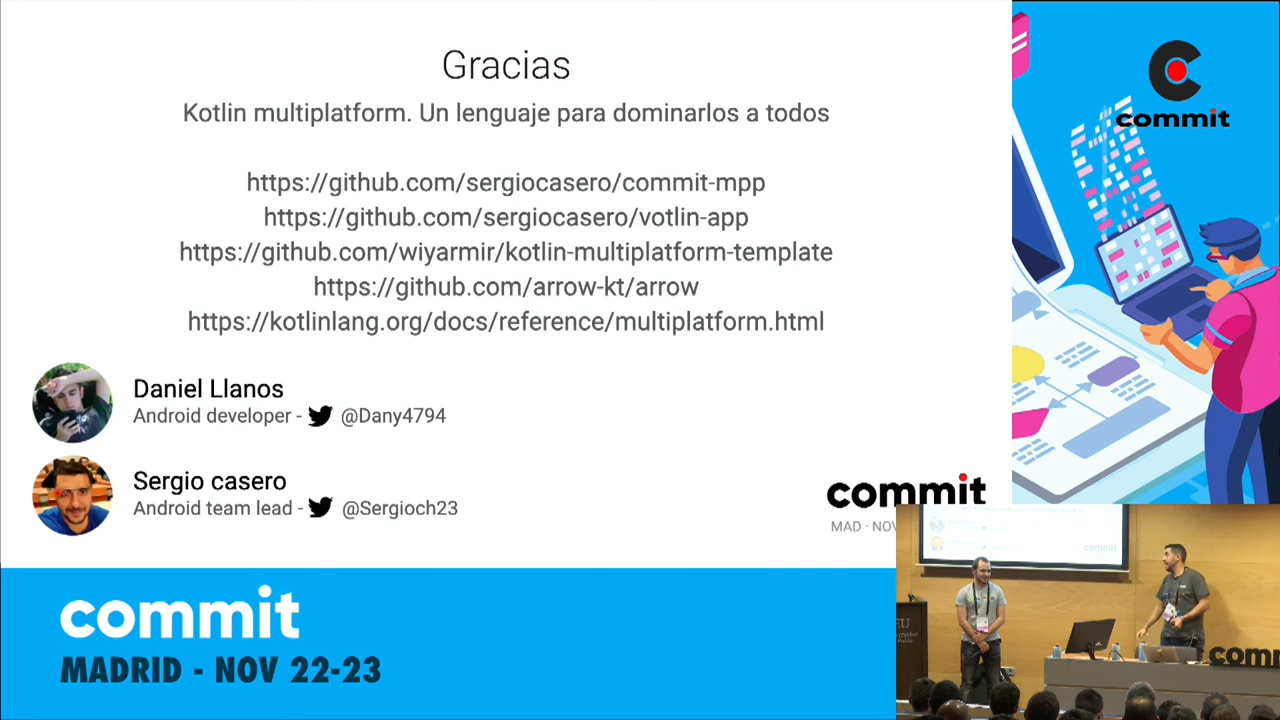 Gracias
Kotlin multiplatform. Un lenguaje para dominarlos a todos
https://github.com/sergiocasero/commit-mpp
https://github.com/sergiocasero/votlin-app
https://github.com/wiyarmir/kotlin-multiplatform-template
https://github.com/arrow-kt/arrow
https://kotlinlang.org/docs/reference/multiplatform.html
Daniel Llanos
Android developer - @Dany4794
Sergio casero
Android team lead - @Sergioch23
commit
MAD · NOV
commit
commit
MADRID - NOV 22-23
commit
comm